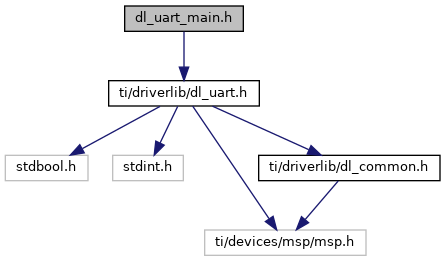 dl_uart_main.h
ti/driverlib/dl_uart.h
stdbool.h
stdint.h
ti/driverlib/dl_common.h
ti/devices/msp/msp.h